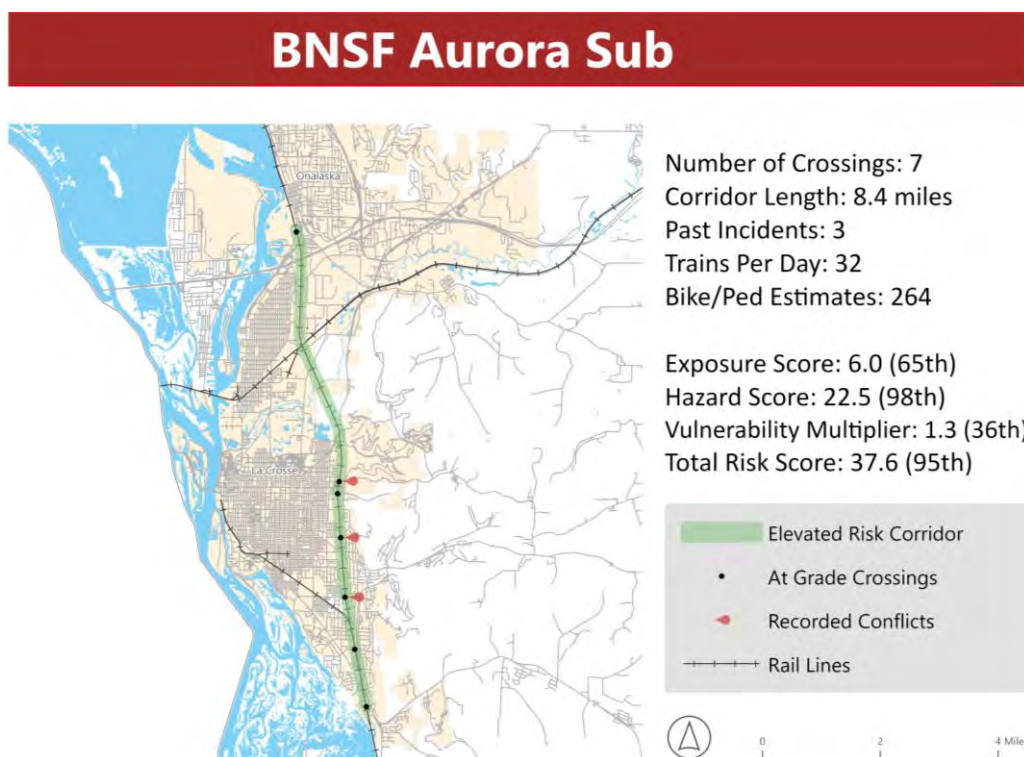 BNSF Aurora Sub
Onalaska
La Crosse
Number of Crossings: 7
Corridor Length: 8.4 miles
Past Incidents: 3
Trains Per Day: 32
Bike/Ped Estimates: 264
Exposure Score: 6.0 (65th)
Hazard Score: 22.5 (98th)
Vulnerability Multiplier: 1.3 (36th)
Total Risk Score: 37.6 (95th)
Elevated Risk Corridor
At Grade Crossings
Recorded Conflicts
Rail Lines
0 2 4 Mile